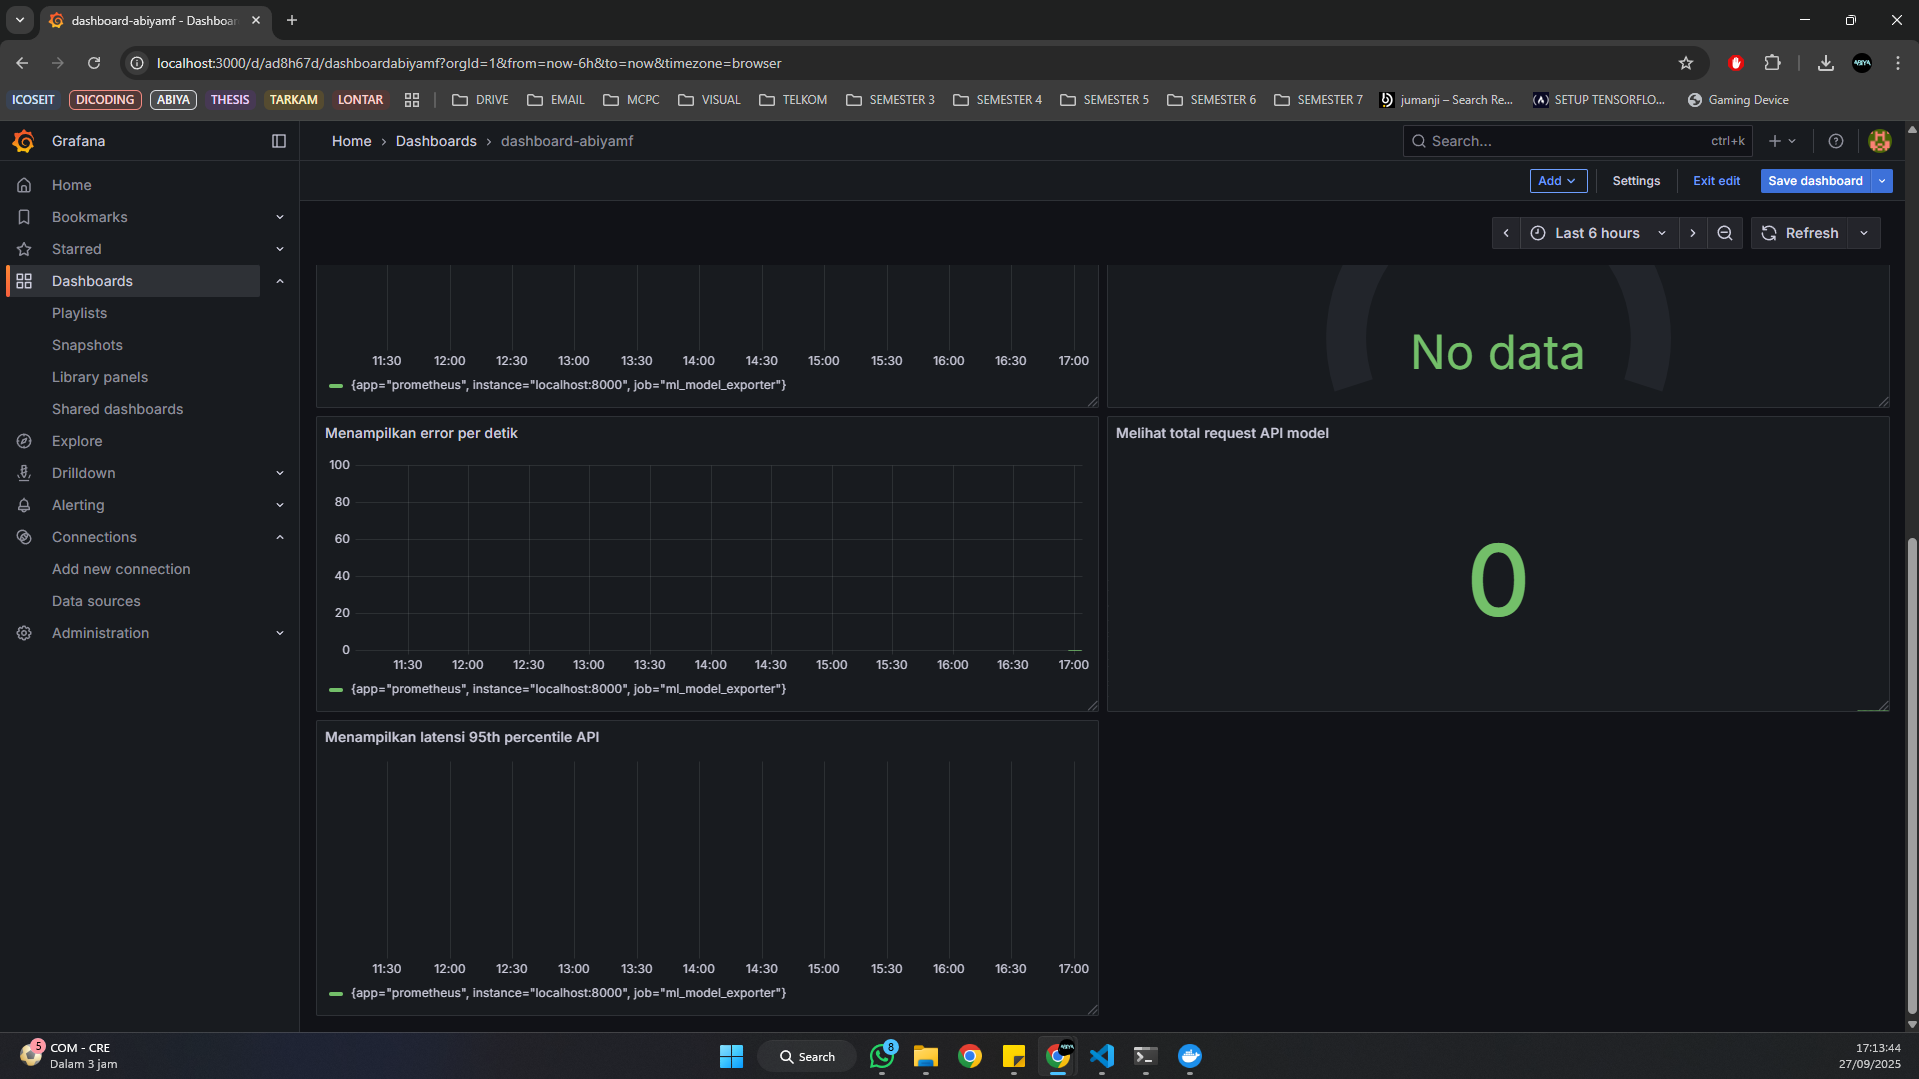 dashboard-abiyamf - Dashboar
localhost:3000/d/ad8h67d/dashboardabiyamf?orgId=1&from=now-6h&to=now&timezone=browser
ABIYA
ICOSEIT DICODING ABIYA THESIS TARKAM LONTAR DRIVE EMAIL MCPC VISUAL TELKOM SEMESTER 3 SEMESTER 4 SEMESTER 5 SEMESTER 6 SEMESTER 7 jumanji – Search Re... SETUP TENSORFLO... Gaming Device
Grafana
Home › Dashboards › dashboard-abiyamf
Search... ctrl+k
Add Settings Exit edit Save dashboard
Last 6 hours Refresh
Home
Bookmarks
Starred
Dashboards
Playlists
Snapshots
Library panels
Shared dashboards
Explore
Drilldown
Alerting
Connections
Add new connection
Data sources
Administration
11:30 12:00 12:30 13:00 13:30 14:00 14:30 15:00 15:30 16:00 16:30 17:00
{app="prometheus", instance="localhost:8000", job="ml_model_exporter"}
No data
Menampilkan error per detik
100
80
60
40
20
0
11:30 12:00 12:30 13:00 13:30 14:00 14:30 15:00 15:30 16:00 16:30 17:00
{app="prometheus", instance="localhost:8000", job="ml_model_exporter"}
Melihat total request API model
0
Menampilkan latensi 95th percentile API
11:30 12:00 12:30 13:00 13:30 14:00 14:30 15:00 15:30 16:00 16:30 17:00
{app="prometheus", instance="localhost:8000", job="ml_model_exporter"}
5
COM - CRE
Dalam 3 jam
Search
8
ABIYA
17:13:44
27/09/2025